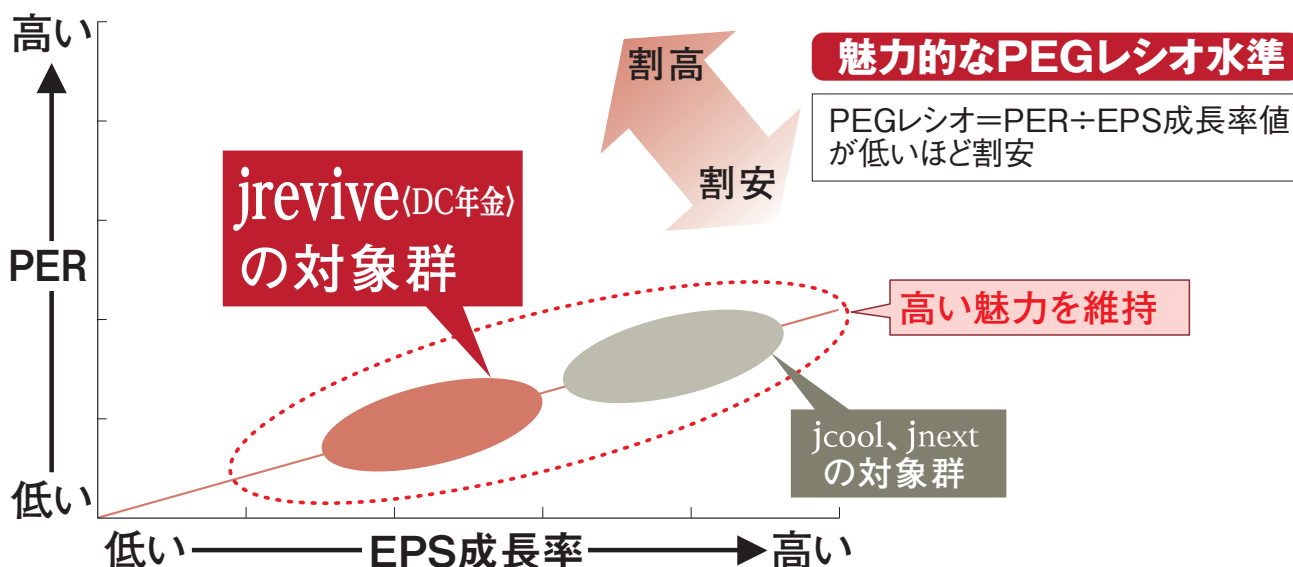 高い
PER
低い
低い
EPS成長率
高い
jrevive〈DC年金〉
の対象群
割高
割安
魅力的なPEGレシオ水準
PEGレシオ＝PER÷EPS成長率値
が低いほど割安
高い魅力を維持
jcool、jnext
の対象群